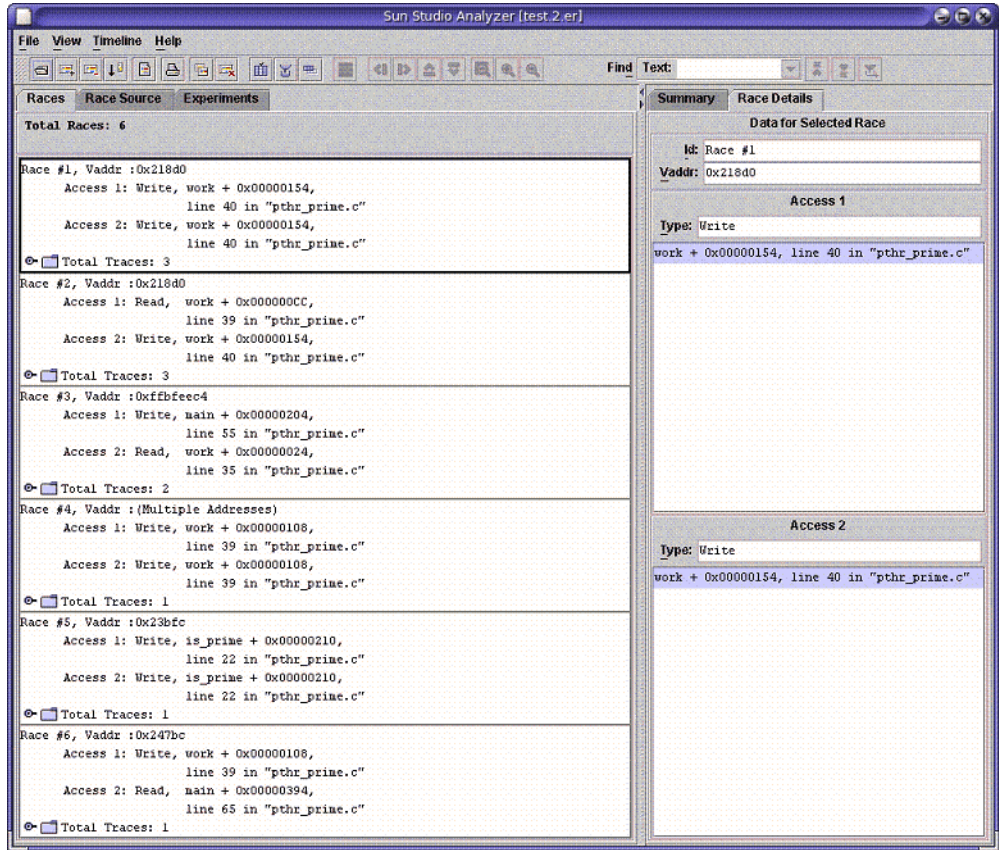 Sun Studio Analyzer [test.2.er]
File View Timeline Help
Find Text:
Races Race Source Experiments
Total Races: 6
Race #1, Vaddr :0x218d0
Access 1: Write, work + 0x00000154,
line 40 in "pthr_prime.c"
Access 2: Write, work + 0x00000154,
line 40 in "pthr_prime.c"
Total Traces: 3
Race #2, Vaddr :0x218d0
Access 1: Read, work + 0x000000CC,
line 39 in "pthr_prime.c"
Access 2: Write, work + 0x00000154,
line 40 in "pthr_prime.c"
Total Traces: 3
Race #3, Vaddr :0xffbfeec4
Access 1: Write, main + 0x00000204,
line 55 in "pthr_prime.c"
Access 2: Read, work + 0x00000024,
line 35 in "pthr_prime.c"
Total Traces: 2
Race #4, Vaddr :(Multiple Addresses)
Access 1: Write, work + 0x00000108,
line 39 in "pthr_prime.c"
Access 2: Write, work + 0x00000108,
line 39 in "pthr_prime.c"
Total Traces: 1
Race #5, Vaddr :0x23bfc
Access 1: Write, is_prime + 0x00000210,
line 22 in "pthr_prime.c"
Access 2: Write, is_prime + 0x00000210,
line 22 in "pthr_prime.c"
Total Traces: 1
Race #6, Vaddr :0x247bc
Access 1: Write, work + 0x00000108,
line 39 in "pthr_prime.c"
Access 2: Read, main + 0x00000394,
line 65 in "pthr_prime.c"
Total Traces: 1
Summary Race Details
Data for Selected Race
Id: Race #1
Vaddr: 0x218d0
Access 1
Type: Write
work + 0x00000154, line 40 in "pthr_prime.c"
Access 2
Type: Write
work + 0x00000154, line 40 in "pthr_prime.c"